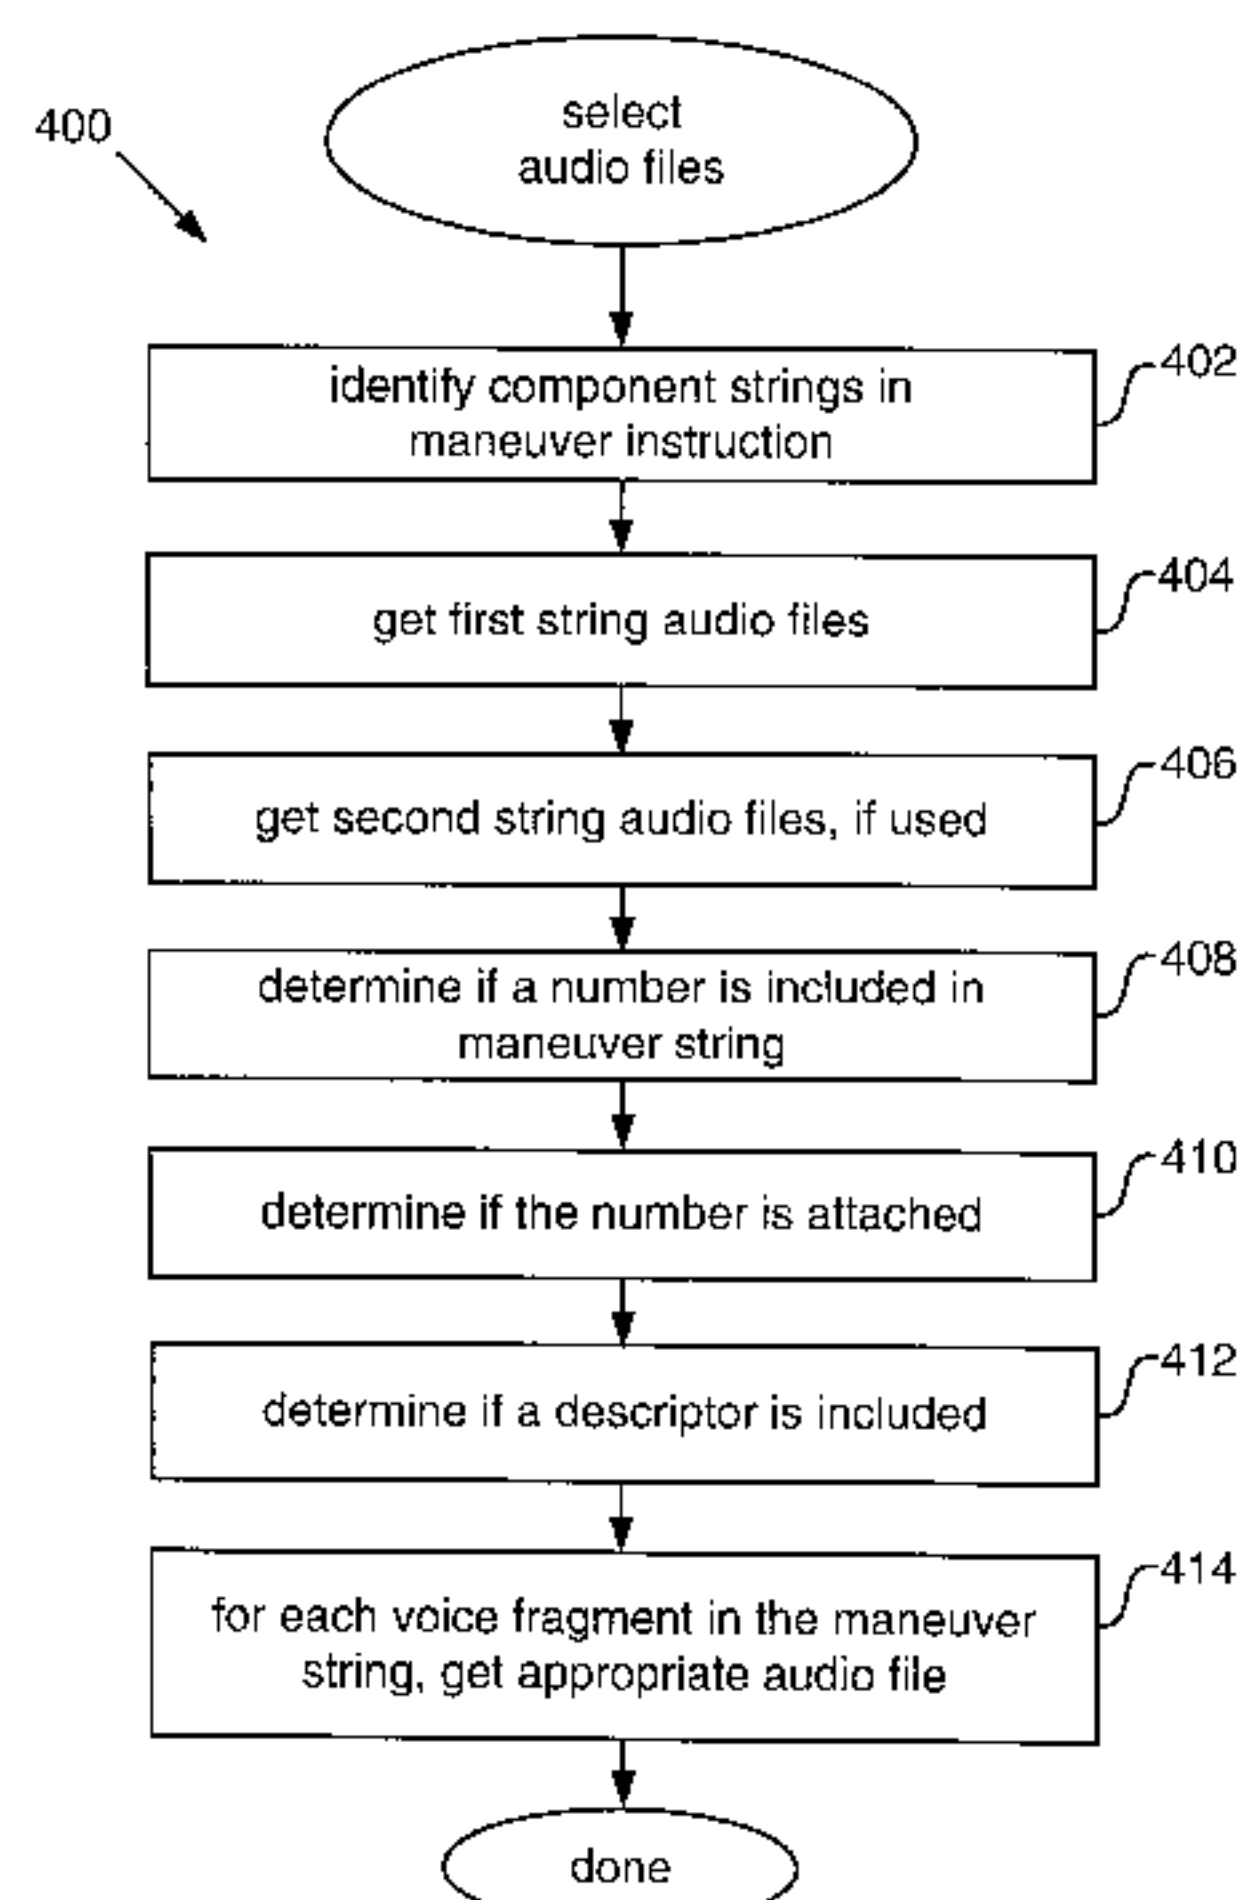 400
select
audio files
identify component strings in
maneuver instruction
402
get first string audio files
404
get second string audio files, if used
406
determine if a number is included in
maneuver string
408
determine if the number is attached
410
determine if a descriptor is included
412
for each voice fragment in the maneuver
string, get appropriate audio file
414
done